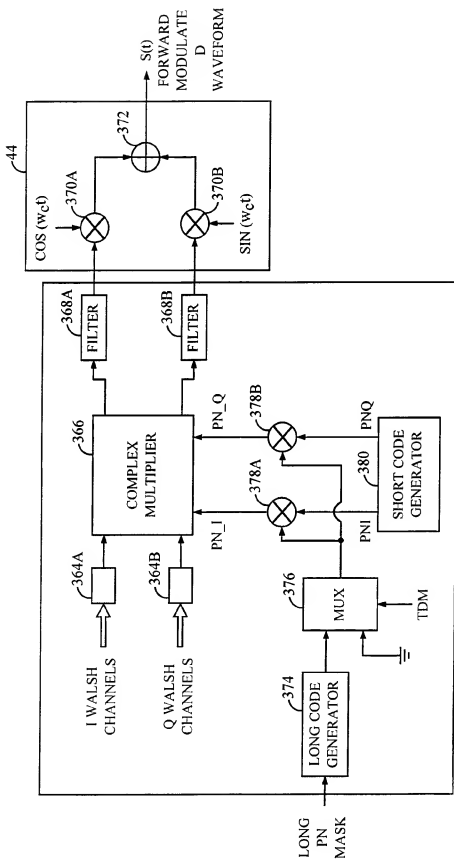 I WALSH
CHANNELS
364A
Q WALSH
CHANNELS
364B
366
COMPLEX
MULTIPLIER
368A
FILTER
368B
FILTER
44
COS (wct)
370A
370B
SIN (wct)
372
S(t)
FORWARD
MODULATE
D
WAVEFORM
PN_I
PN_Q
378A
378B
LONG
PN
MASK
374
LONG CODE
GENERATOR
376
MUX
TDM
PNI
PNQ
380
SHORT CODE
GENERATOR